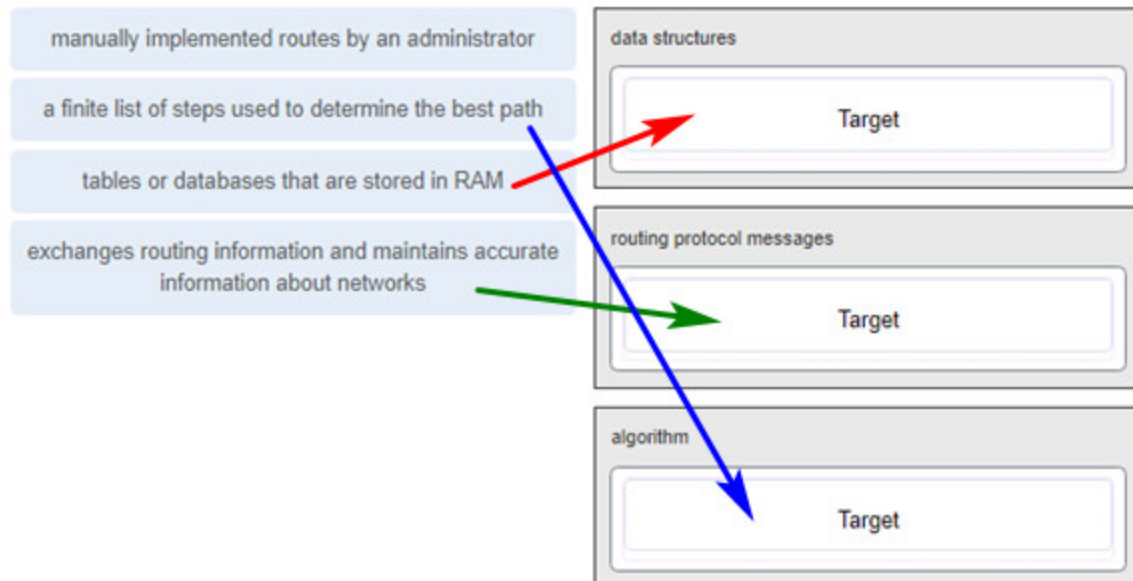 manually implemented routes by an administrator
a finite list of steps used to determine the best path
tables or databases that are stored in RAM
exchanges routing information and maintains accurate
information about networks
data structures
Target
routing protocol messages
Target
algorithm
Target